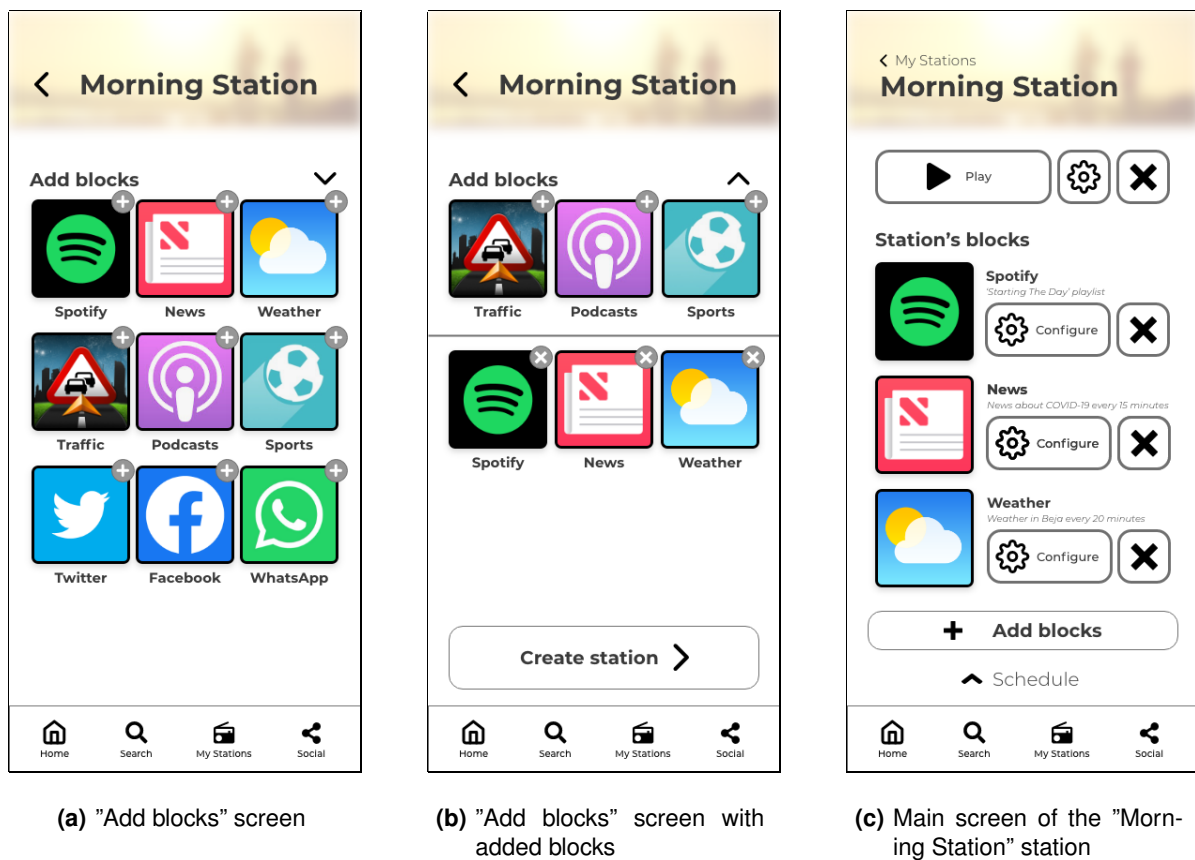 Morning Station
Add blocks
Spotify News Weather
Traffic Podcasts Sports
Twitter Facebook WhatsApp
Home Search My Stations Social
(a) ”Add blocks” screen
Morning Station
Add blocks
Traffic Podcasts Sports
Spotify News Weather
Create station
Home Search My Stations Social
(b) ”Add blocks” screen with
added blocks
My Stations
Morning Station
Play
Station’s blocks
Spotify
‘Starting The Day’ playlist
Configure
News
News about COVID-19 every 15 minutes
Configure
Weather
Weather in Beja every 20 minutes
Configure
Add blocks
Schedule
Home Search My Stations Social
(c) Main screen of the ”Morn-
ing Station” station